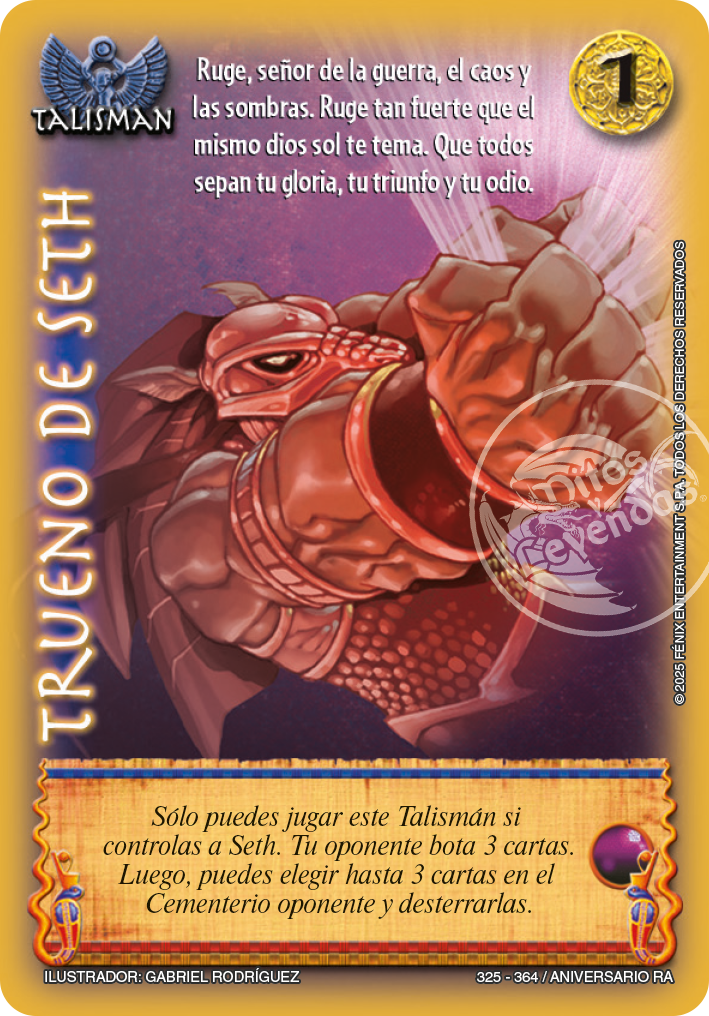 TALISMAN
Ruge, señor de la guerra, el caos y
las sombras. Ruge tan fuerte que el
mismo dios sol te tema. Que todos
sepan tu gloria, tu triunfo y tu odio.
1
TRUENO DE SETH
Mitos
y
Leyendas®
©2025 FÉNIX ENTERTAINMENT S.P.A. TODOS LOS DERECHOS RESERVADOS
Sólo puedes jugar este Talismán si
controlas a Seth. Tu oponente bota 3 cartas.
Luego, puedes elegir hasta 3 cartas en el
Cementerio oponente y desterrarlas.
ILUSTRADOR: GABRIEL RODRÍGUEZ
325 - 364 / ANIVERSARIO RA